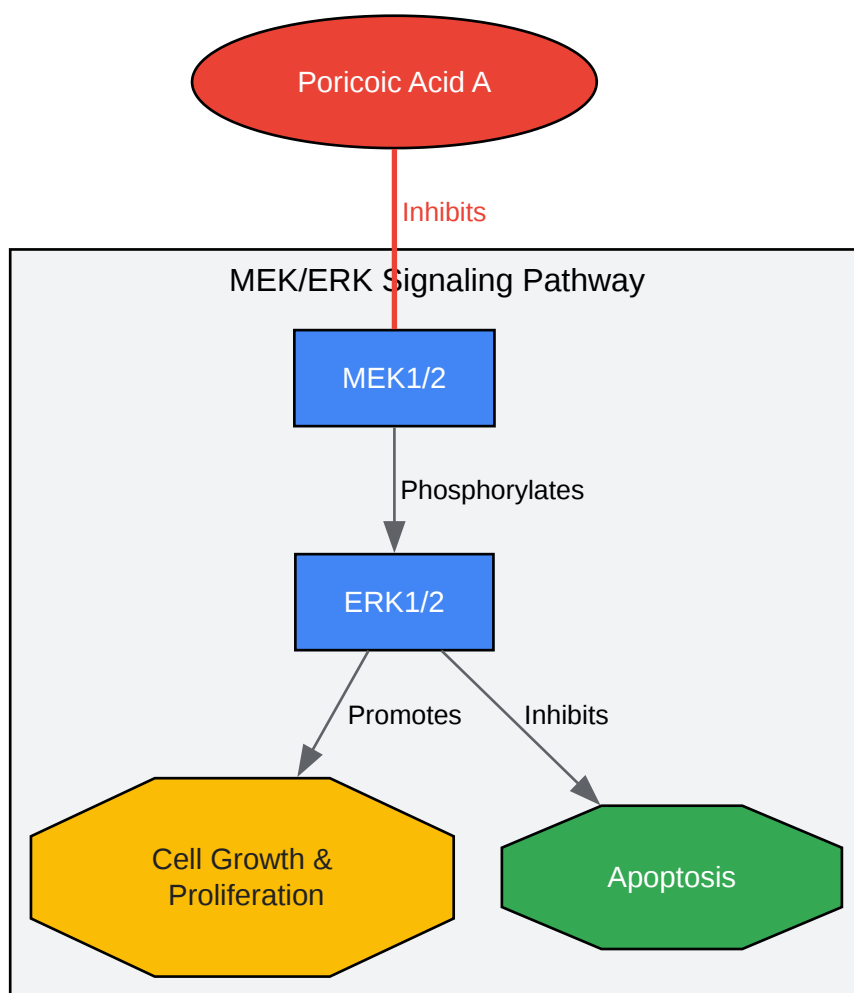 Poricoic Acid A
Inhibits
MEK/ERK Signaling Pathway
MEK1/2
Phosphorylates
ERK1/2
Promotes
Inhibits
Cell Growth &
Proliferation
Apoptosis